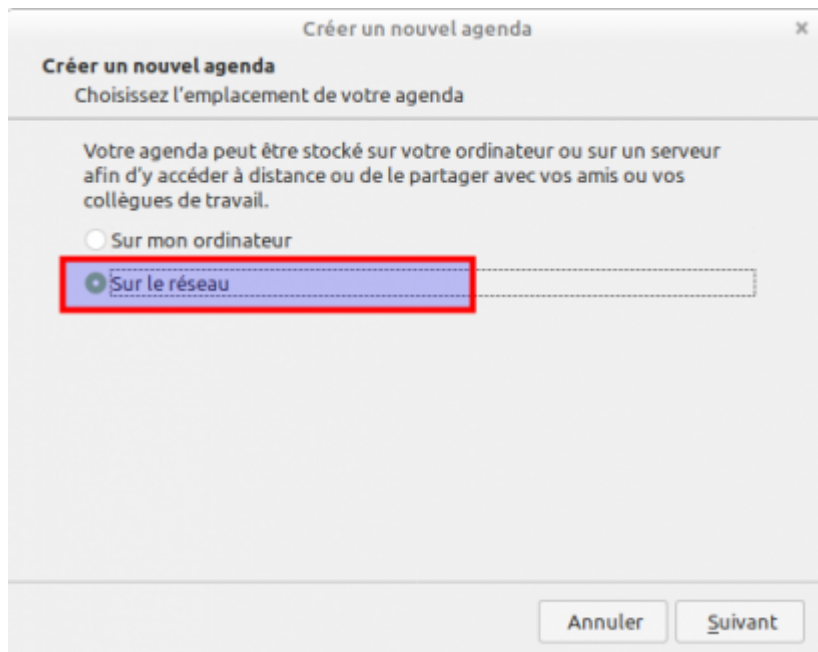 Créer un nouvel agenda
Créer un nouvel agenda
Choisissez l'emplacement de votre agenda
Votre agenda peut être stocké sur votre ordinateur ou sur un serveur
afin d'y accéder à distance ou de le partager avec vos amis ou vos
collègues de travail.
Sur mon ordinateur
Sur le réseau
Annuler Suivant